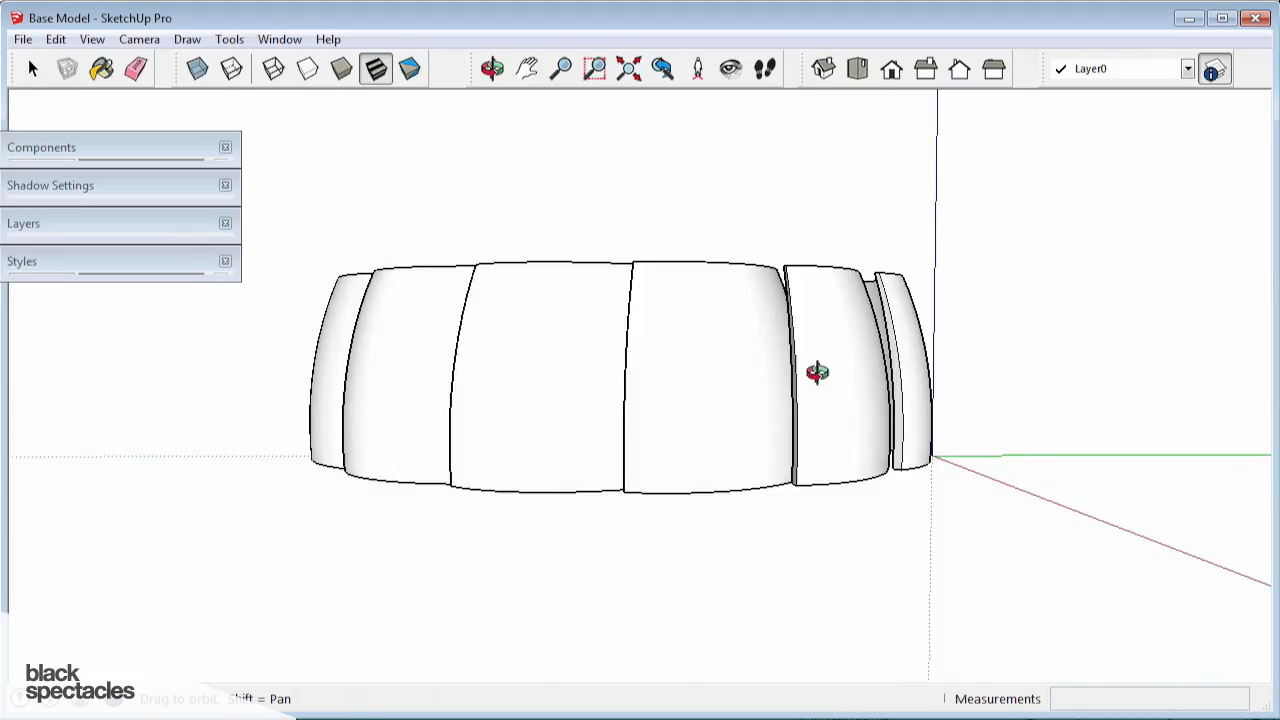 Base Model - SketchUp Pro
File Edit View Camera Draw Tools Window Help
Layer0
Components
Shadow Settings
Layers
Styles
black
spectacles
Drag to orbit. Shift = Pan
Measurements